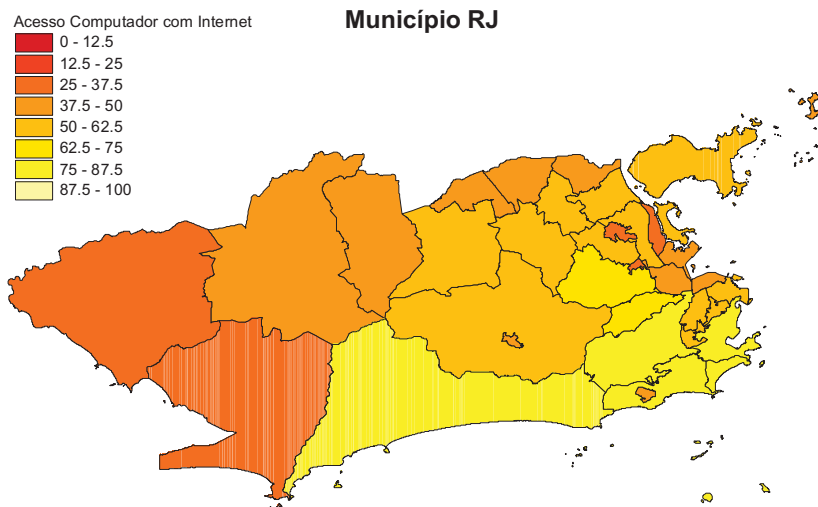 Município RJ
Acesso Computador com Internet
0 - 12.5
12.5 - 25
25 - 37.5
37.5 - 50
50 - 62.5
62.5 - 75
75 - 87.5
87.5 - 100